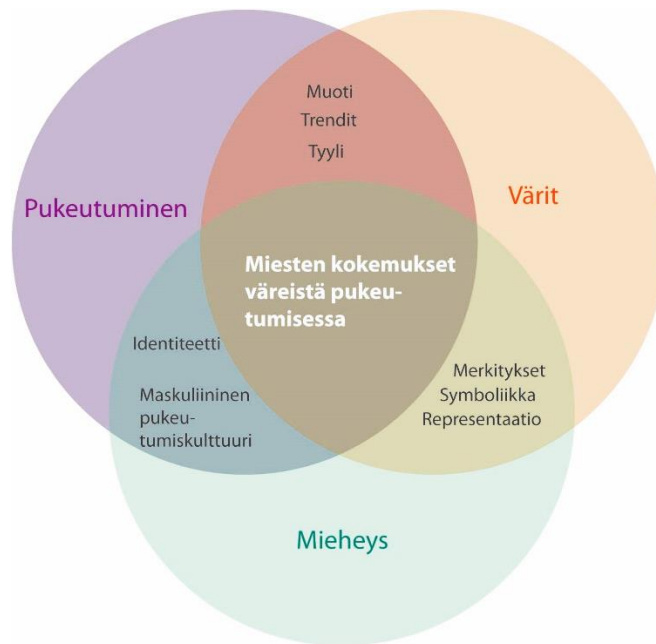 Muoti
Trendit
Tyyli
Pukeutuminen
Värit
Miesten kokemukset
väreistä pukeu-
tumisessa
Identiteetti
Maskuliininen
pukeu-
tumiskulttuuri
Merkitykset
Symboliikka
Representaatio
Mieheys